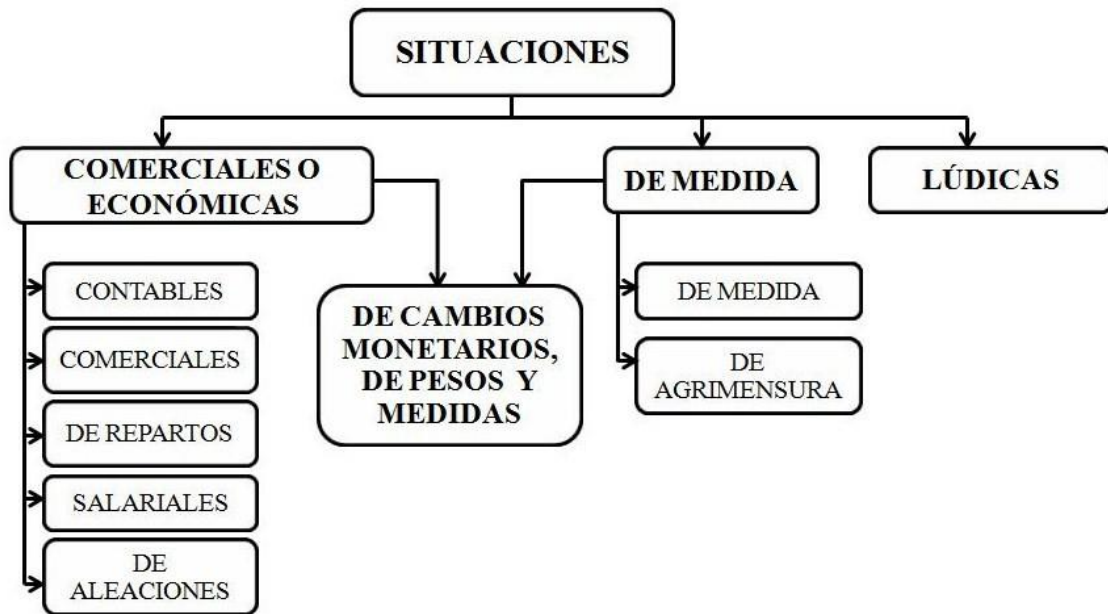 SITUACIONES
COMERCIALES O
ECONÓMICAS
DE MEDIDA
LÚDICAS
CONTABLES
COMERCIALES
DE REPARTOS
SALARIALES
DE
ALEACIONES
DE CAMBIOS
MONETARIOS,
DE PESOS Y
MEDIDAS
DE MEDIDA
DE
AGRIMENSURA